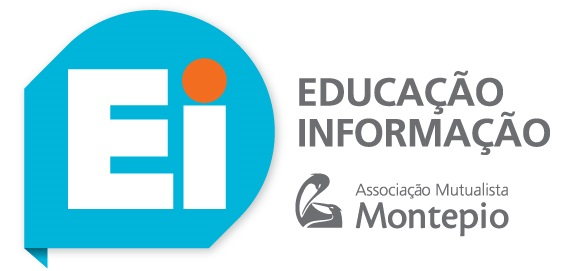 Ei
EDUCAÇÃO
INFORMAÇÃO
Associação Mutualista
Montepio